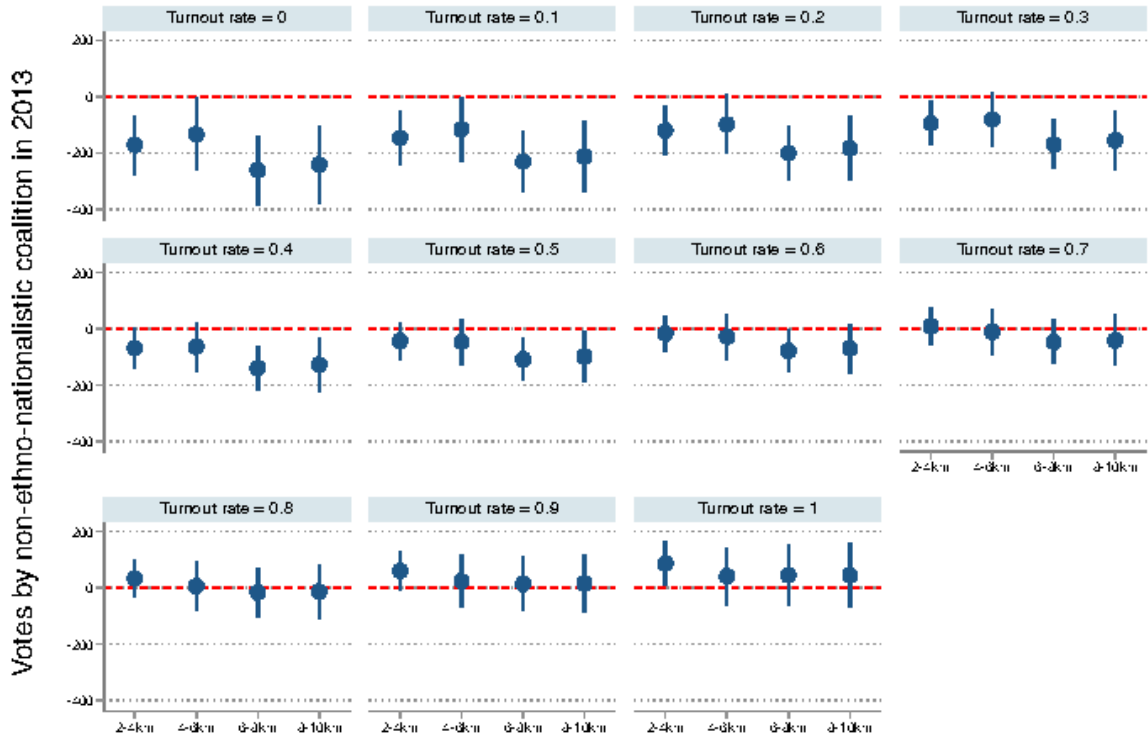 Votes by non-ethno-nationalistic coalition in 2013
Turnout rate = 0
Turnout rate = 0.1
Turnout rate = 0.2
Turnout rate = 0.3
200
0
-200
-400
Turnout rate = 0.4
Turnout rate = 0.5
Turnout rate = 0.6
Turnout rate = 0.7
200
0
-200
-400
2-4km 4-6km 6-8km 8-10km
Turnout rate = 0.8
Turnout rate = 0.9
Turnout rate = 1
200
0
-200
-400
2-4km 4-6km 6-8km 8-10km
2-4km 4-6km 6-8km 8-10km
2-4km 4-6km 6-8km 8-10km